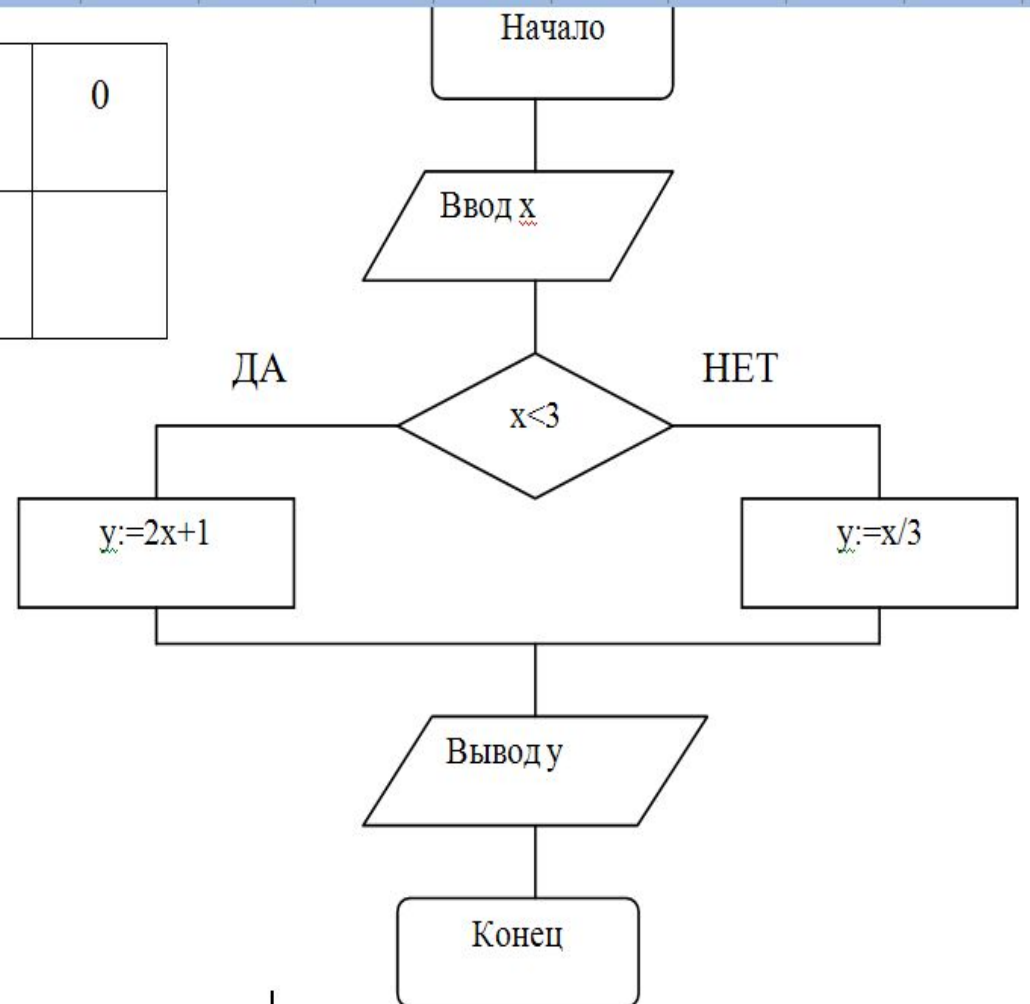 Начало
0
Ввод x
ДА
НЕТ
x<3
y:=2x+1
y:=x/3
Вывод y
Конец